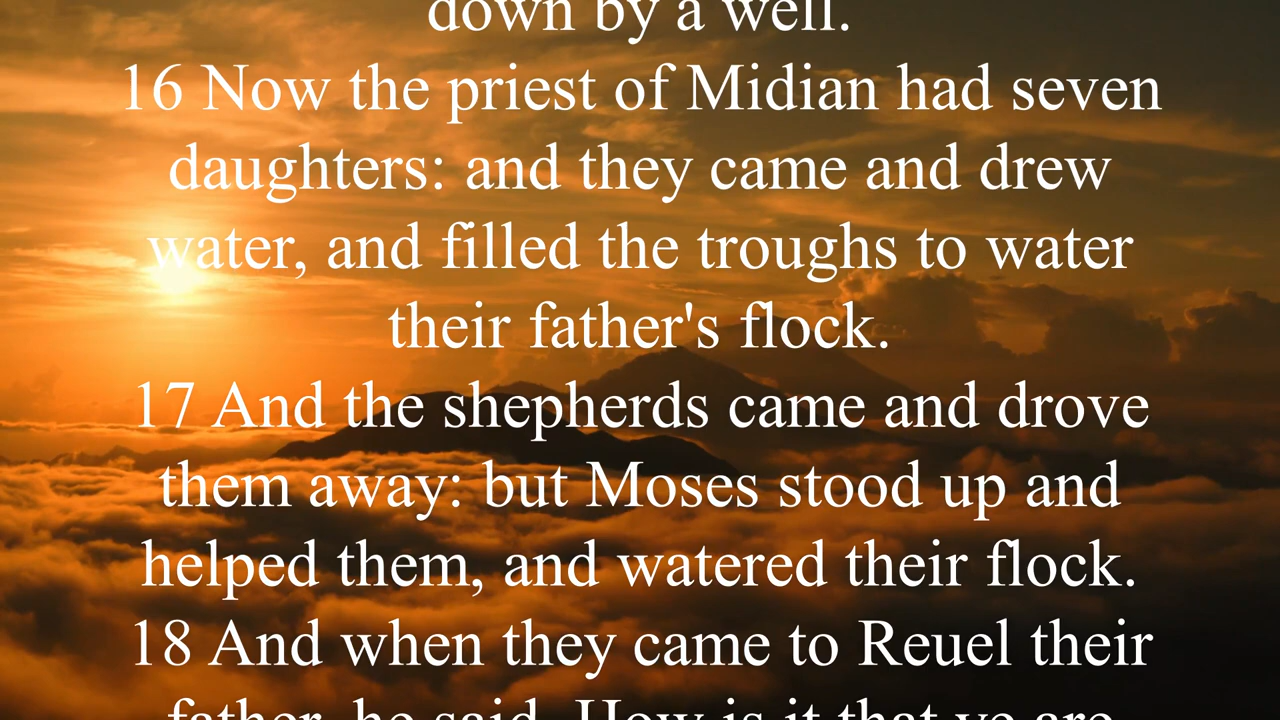 down by a well.
16 Now the priest of Midian had seven
daughters: and they came and drew
water, and filled the troughs to water
their father's flock.
17 And the shepherds came and drove
them away: but Moses stood up and
helped them, and watered their flock.
18 And when they came to Reuel their
father, he said, How is it that ye are